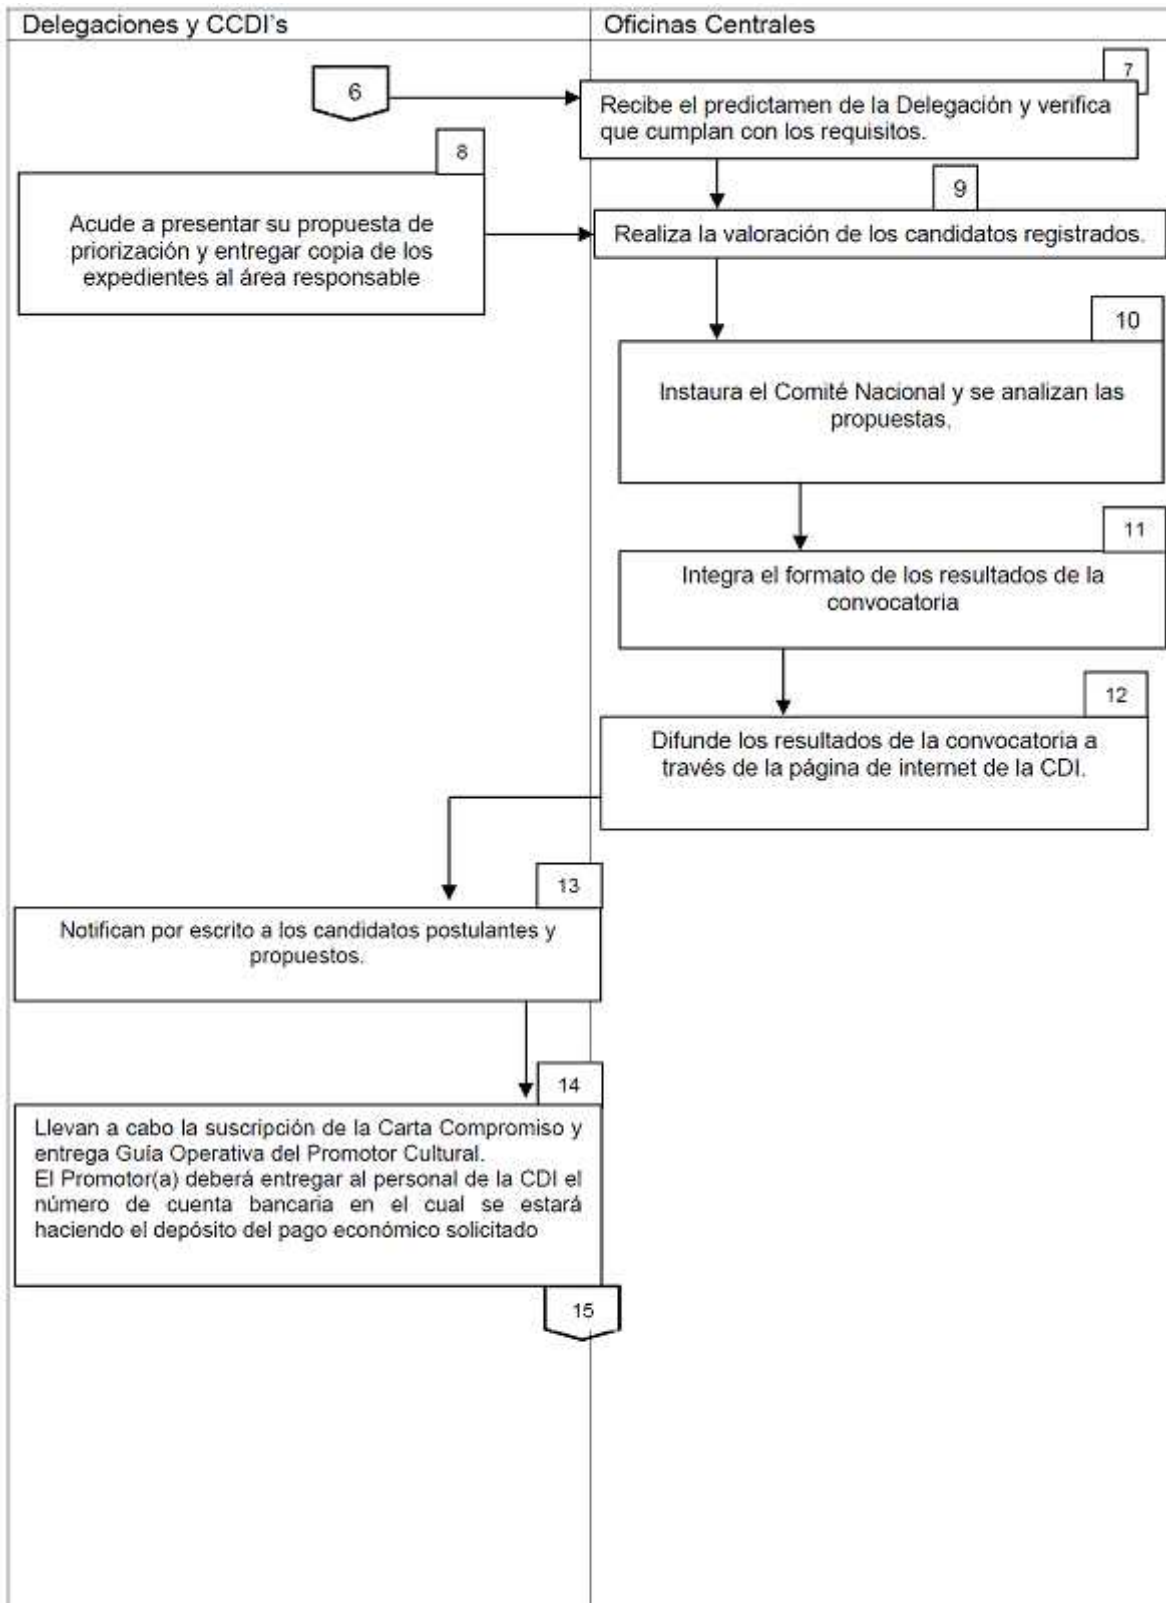 Delegaciones y CCDI's
Oficinas Centrales
6
7
Recibe el predictamen de la Delegación y verifica
que cumplan con los requisitos.
8
Acude a presentar su propuesta de
priorización y entregar copia de los
expedientes al área responsable
9
Realiza la valoración de los candidatos registrados.
10
Instaura el Comité Nacional y se analizan las
propuestas.
11
Integra el formato de los resultados de la
convocatoria
12
Difunde los resultados de la convocatoria a
través de la página de internet de la CDI.
13
Notifican por escrito a los candidatos postulantes y
propuestos.
14
Llevan a cabo la suscripción de la Carta Compromiso y
entrega Guía Operativa del Promotor Cultural.
El Promotor(a) deberá entregar al personal de la CDI el
número de cuenta bancaria en el cual se estará
haciendo el depósito del pago económico solicitado
15